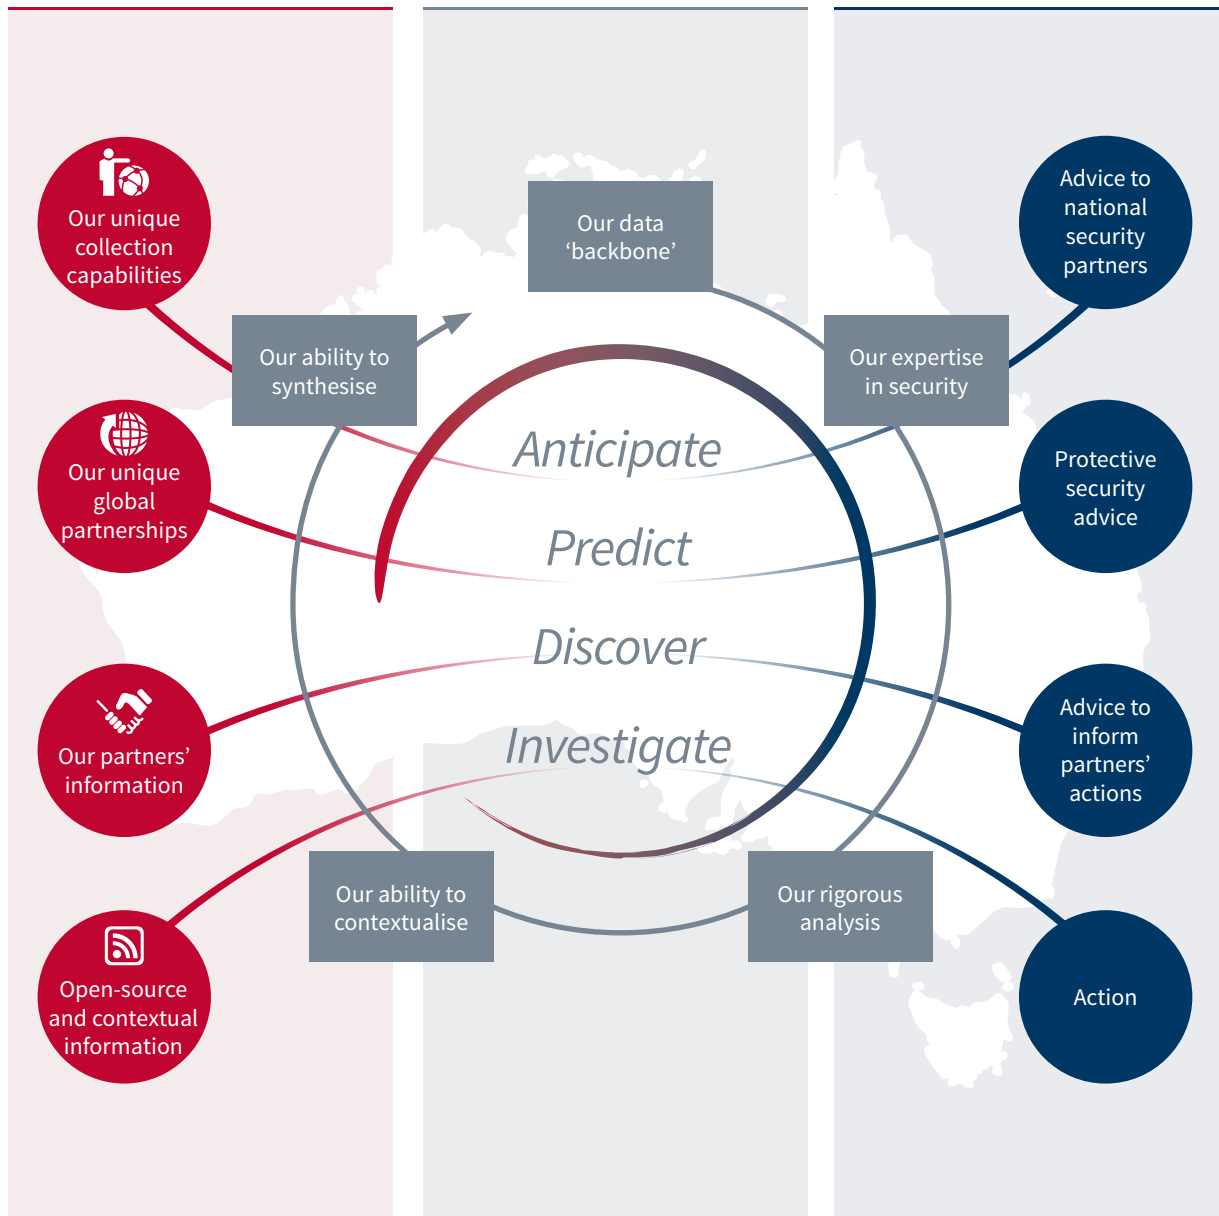 Our unique
collection
capabilities
Our unique
global
partnerships
Our partners’
information
Open-source
and contextual
information
Our data
‘backbone’
Our ability to
synthesise
Our expertise
in security
Anticipate
Predict
Discover
Investigate
Our ability to
contextualise
Our rigorous
analysis
Advice to
national
security
partners
Protective
security
advice
Advice to
inform
partners’
actions
Action